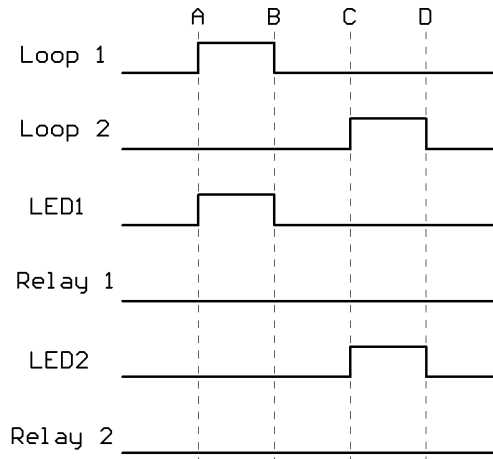 A B C D
Loop 1
Loop 2
LED1
Relay 1
LED2
Relay 2